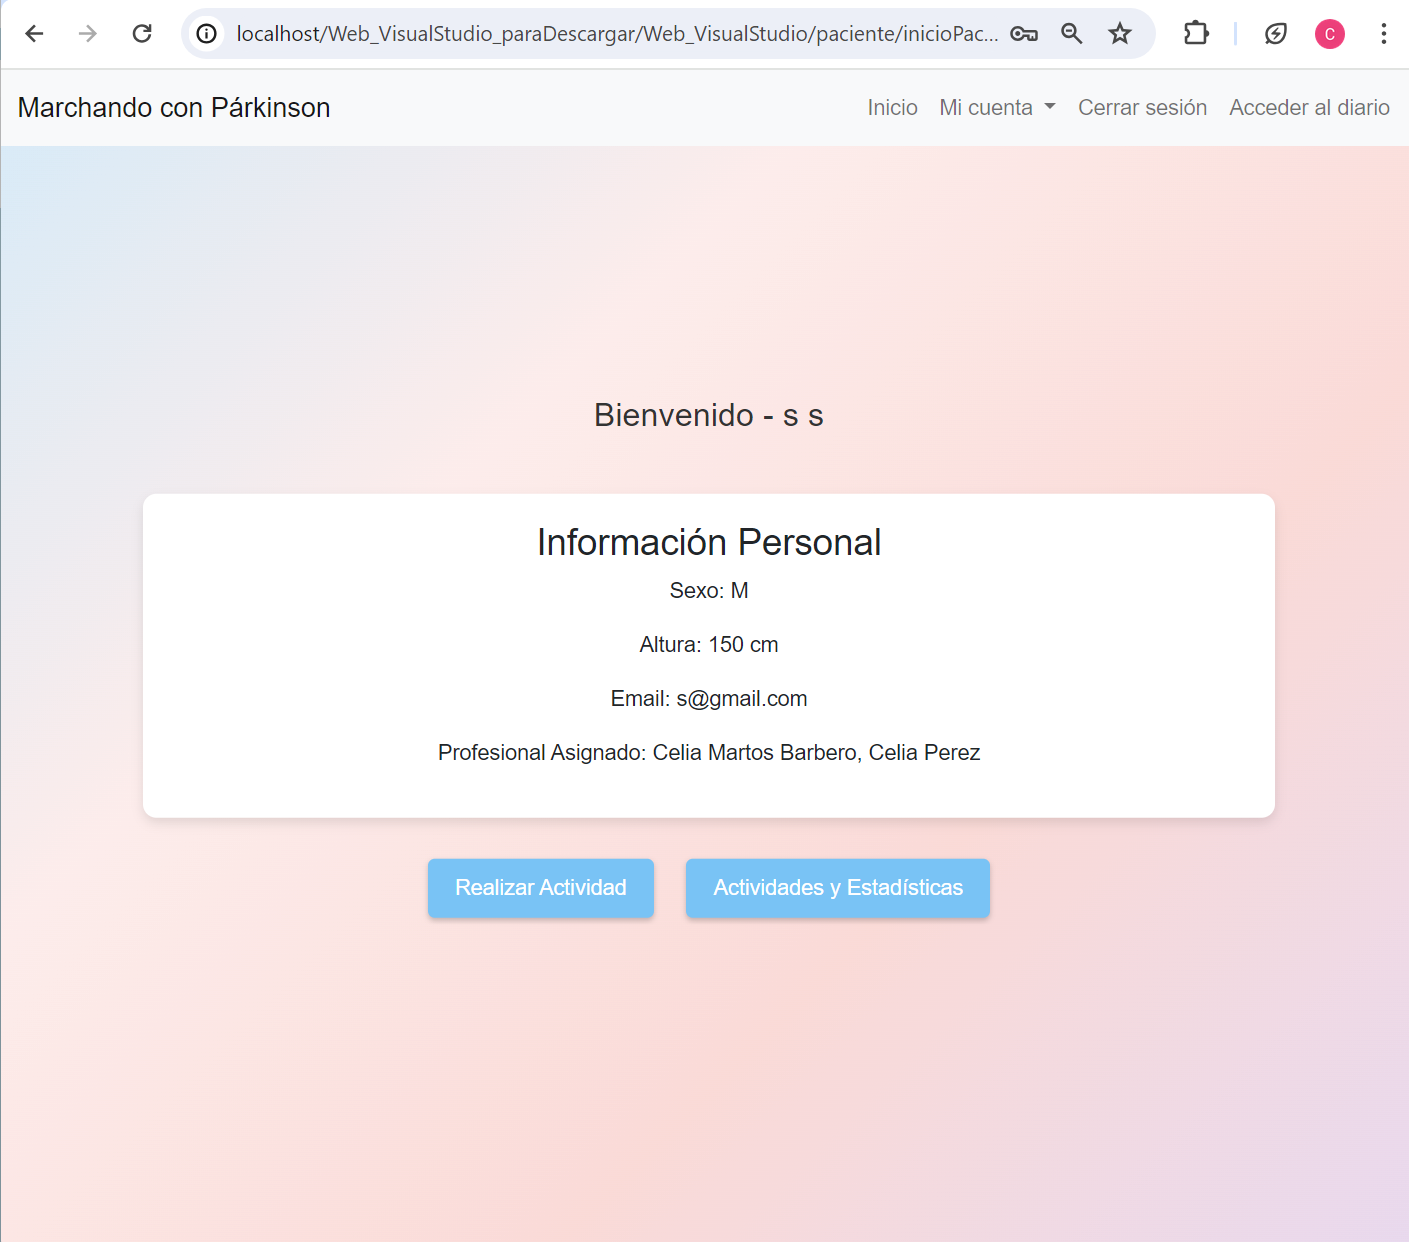 localhost/Web_VisualStudio_paraDescargar/Web_VisualStudio/paciente/inicioPac...
C
Marchando con Párkinson
Inicio Mi cuenta Cerrar sesión Acceder al diario
Bienvenido - s s
Información Personal
Sexo: M
Altura: 150 cm
Email: s@gmail.com
Profesional Asignado: Celia Martos Barbero, Celia Perez
Realizar Actividad Actividades y Estadísticas